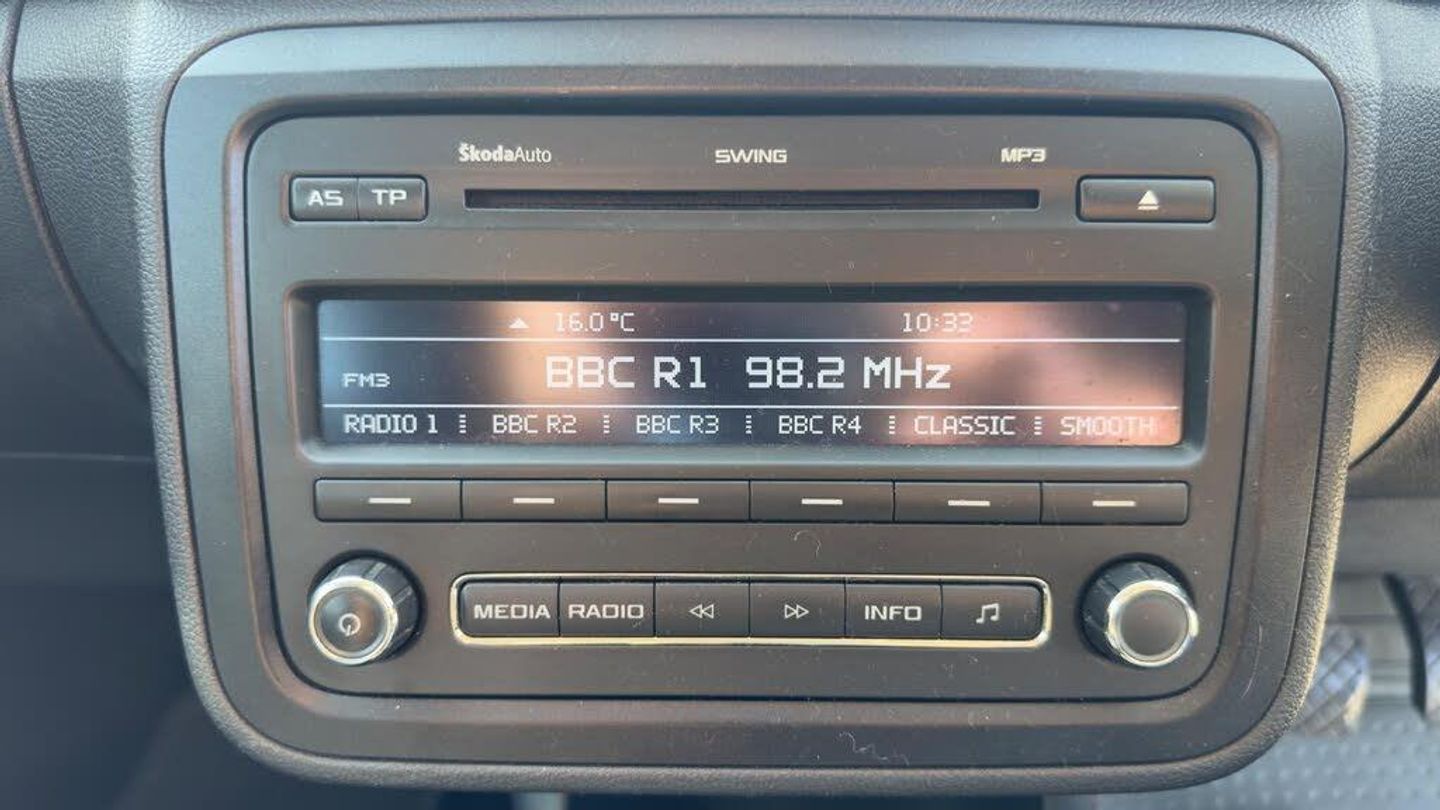 ŠkodaAuto SWING MP3
AS TP
16.0°C 10:33
FM3 BBC R1 98.2 MHz
RADIO 1 BBC R2 BBC R3 BBC R4 CLASSIC SMOOTH
MEDIA RADIO INFO